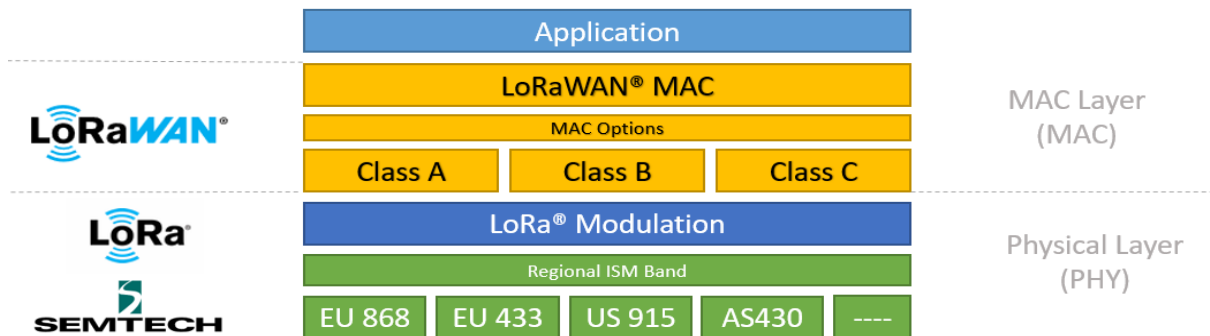 Application
LoRaWAN® MAC
MAC Options
Class A Class B Class C
LoRaWAN®
MAC Layer
(MAC)
LoRa® Modulation
Regional ISM Band
EU 868 EU 433 US 915 AS430 ----
LoRa®
SEMTECH
Physical Layer
(PHY)